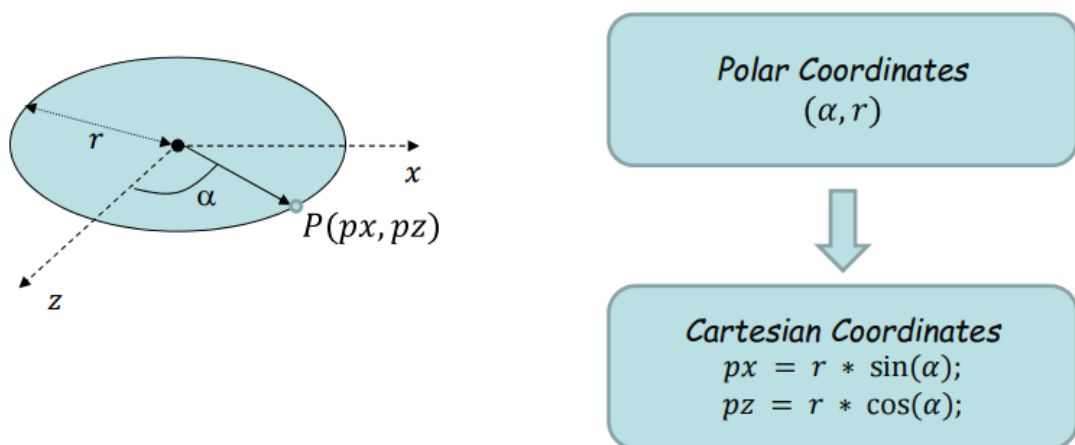 r
x
α
P(px, pz)
z
Polar Coordinates
(α, r)
Cartesian Coordinates
px = r * sin(α);
pz = r * cos(α);